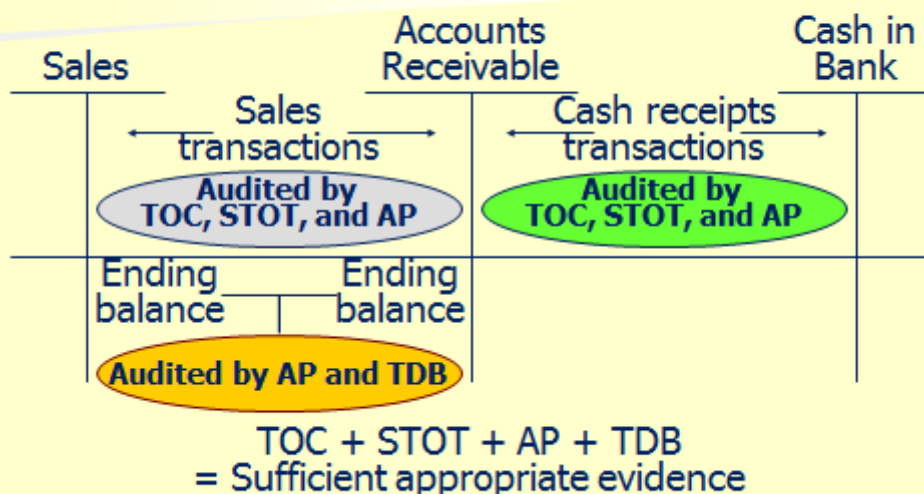 Sales
Accounts
Receivable
Cash in
Bank
Sales
transactions
Cash receipts
transactions
Audited by
TOC, STOT, and AP
Audited by
TOC, STOT, and AP
Ending
balance
Ending
balance
Audited by AP and TDB
TOC + STOT + AP + TDB
= Sufficient appropriate evidence